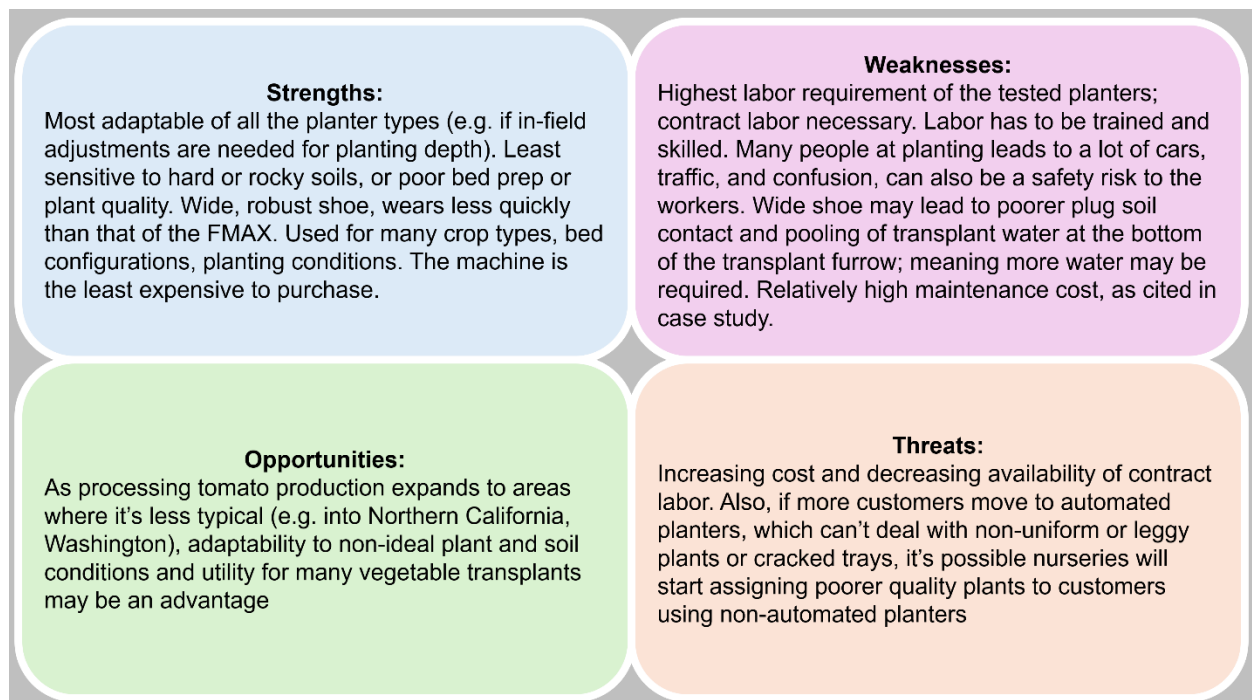 Strengths:
Most adaptable of all the planter types (e.g. if in-field
adjustments are needed for planting depth). Least
sensitive to hard or rocky soils, or poor bed prep or
plant quality. Wide, robust shoe, wears less quickly
than that of the FMAX. Used for many crop types, bed
configurations, planting conditions. The machine is
the least expensive to purchase.
Weaknesses:
Highest labor requirement of the tested planters;
contract labor necessary. Labor has to be trained and
skilled. Many people at planting leads to a lot of cars,
traffic, and confusion, can also be a safety risk to the
workers. Wide shoe may lead to poorer plug soil
contact and pooling of transplant water at the bottom
of the transplant furrow; meaning more water may be
required. Relatively high maintenance cost, as cited in
case study.
Opportunities:
As processing tomato production expands to areas
where it’s less typical (e.g. into Northern California,
Washington), adaptability to non-ideal plant and soil
conditions and utility for many vegetable transplants
may be an advantage
Threats:
Increasing cost and decreasing availability of contract
labor. Also, if more customers move to automated
planters, which can’t deal with non-uniform or leggy
plants or cracked trays, it’s possible nurseries will
start assigning poorer quality plants to customers
using non-automated planters